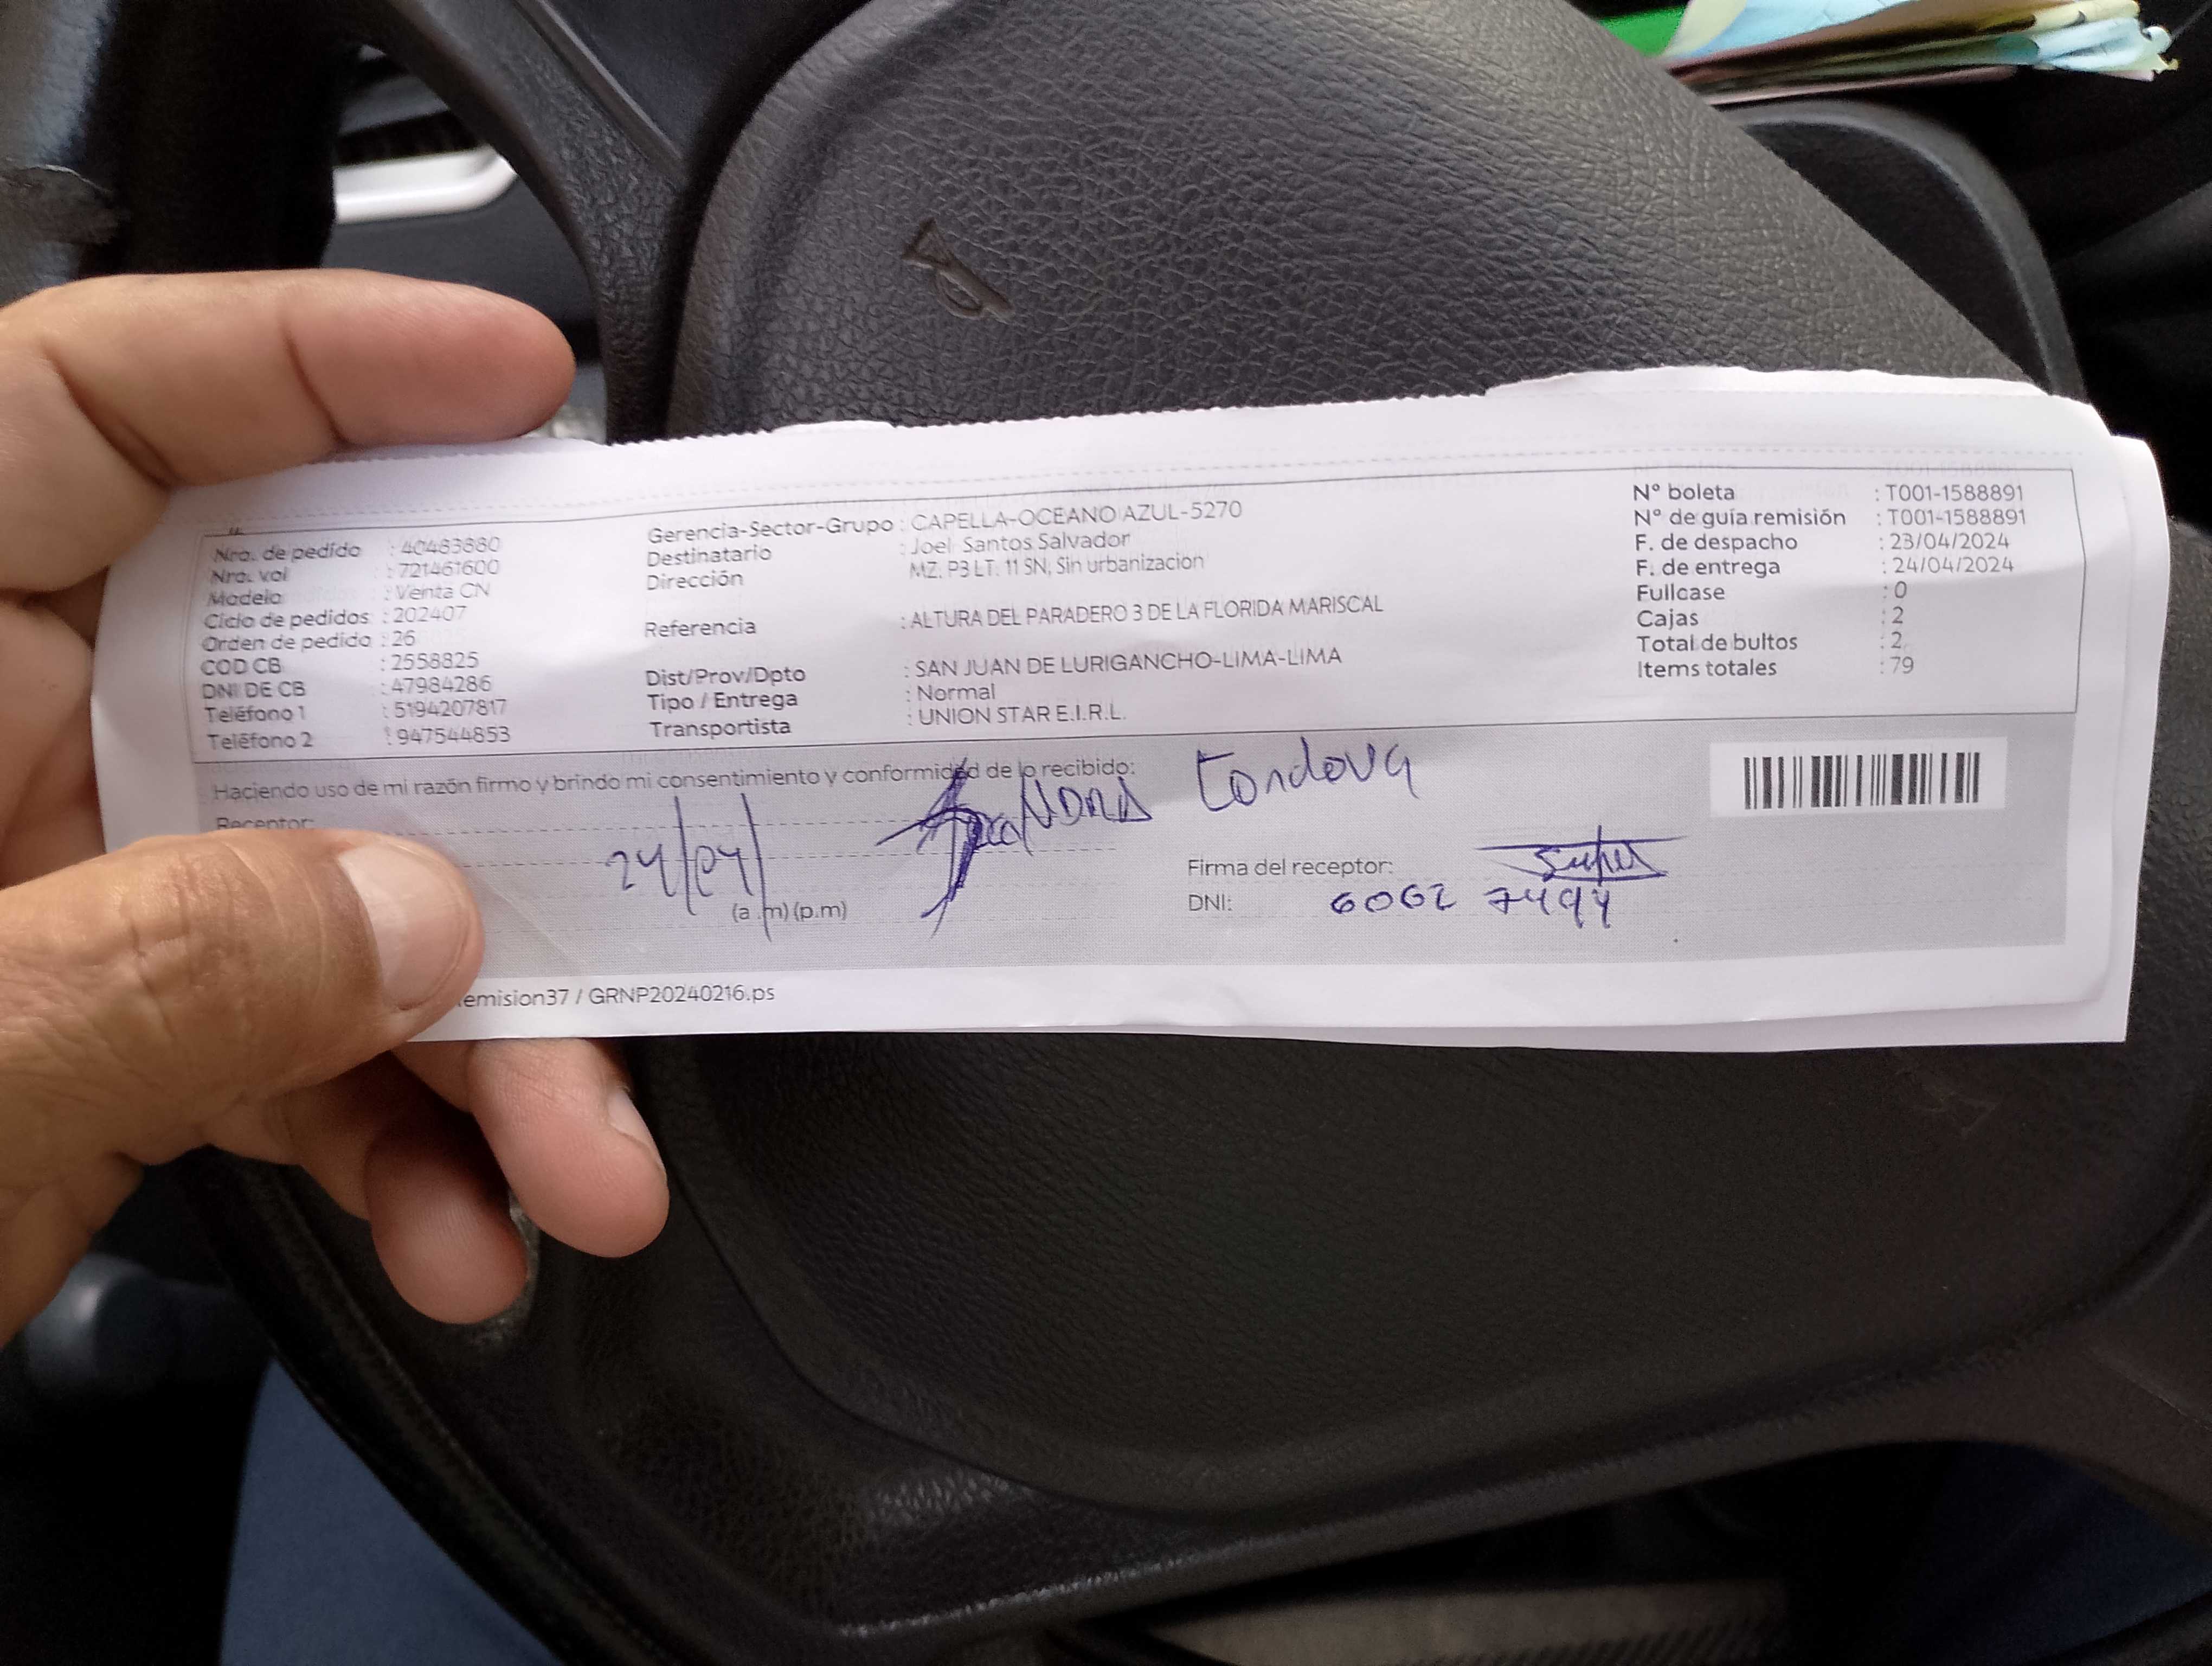 Nro. de pedido : 40483880
Nro. vol : 721461600
Modelo : Venta CN
Ciclo de pedidos : 202407
Orden de pedido : 26
COD CB : 2558825
DNI DE CB : 47984286
Teléfono 1 : 5194207817
Teléfono 2 : 947544853
Gerencia-Sector-Grupo : CAPELLA-OCEANO AZUL-5270
Destinatario : Joel Santos Salvador
Dirección MZ. P3 LT. 11 SN, Sin urbanizacion
Referencia : ALTURA DEL PARADERO 3 DE LA FLORIDA MARISCAL
Dist/Prov/Dpto : SAN JUAN DE LURIGANCHO-LIMA-LIMA
Tipo / Entrega : Normal
Transportista : UNION STAR E.I.R.L.
N° boleta : T001-1588891
N° de guía remisión : T001-1588891
F. de despacho : 23/04/2024
F. de entrega : 24/04/2024
Fullcase : 0
Cajas : 2
Total de bultos : 2
Items totales : 79
Haciendo uso de mi razón firmo y brindo mi consentimiento y conformidad de lo recibido:
Receptor:
Cordova
24/04/
(a.m) (p.m)
Firma del receptor:
DNI: 6062 7494
emision37 / GRNP20240216.ps